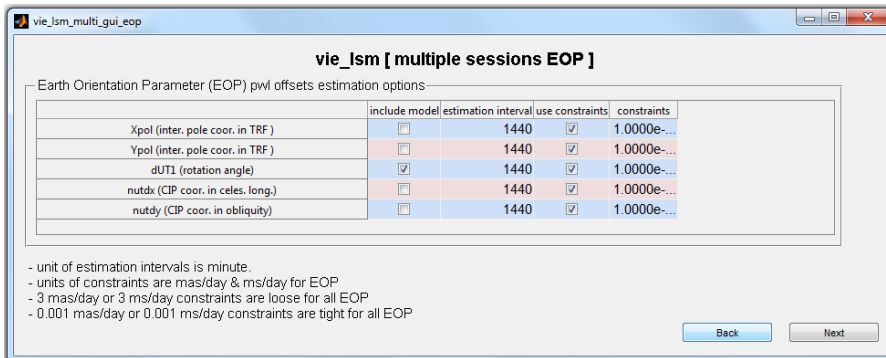 vie_lsm_multi_gui_eop
vie_lsm [ multiple sessions EOP ]
Earth Orientation Parameter (EOP) pwl offsets estimation options
include model estimation interval use constraints constraints
Xpol (inter. pole coor. in TRF ) 1440 1.0000e-...
Ypol (inter. pole coor. in TRF ) 1440 1.0000e-...
dUT1 (rotation angle) 1440 1.0000e-...
nutdx (CIP coor. in celes. long.) 1440 1.0000e-...
nutdy (CIP coor. in obliquity) 1440 1.0000e-...
- unit of estimation intervals is minute.
- units of constraints are mas/day & ms/day for EOP
- 3 mas/day or 3 ms/day constraints are loose for all EOP
- 0.001 mas/day or 0.001 ms/day constraints are tight for all EOP
Back Next